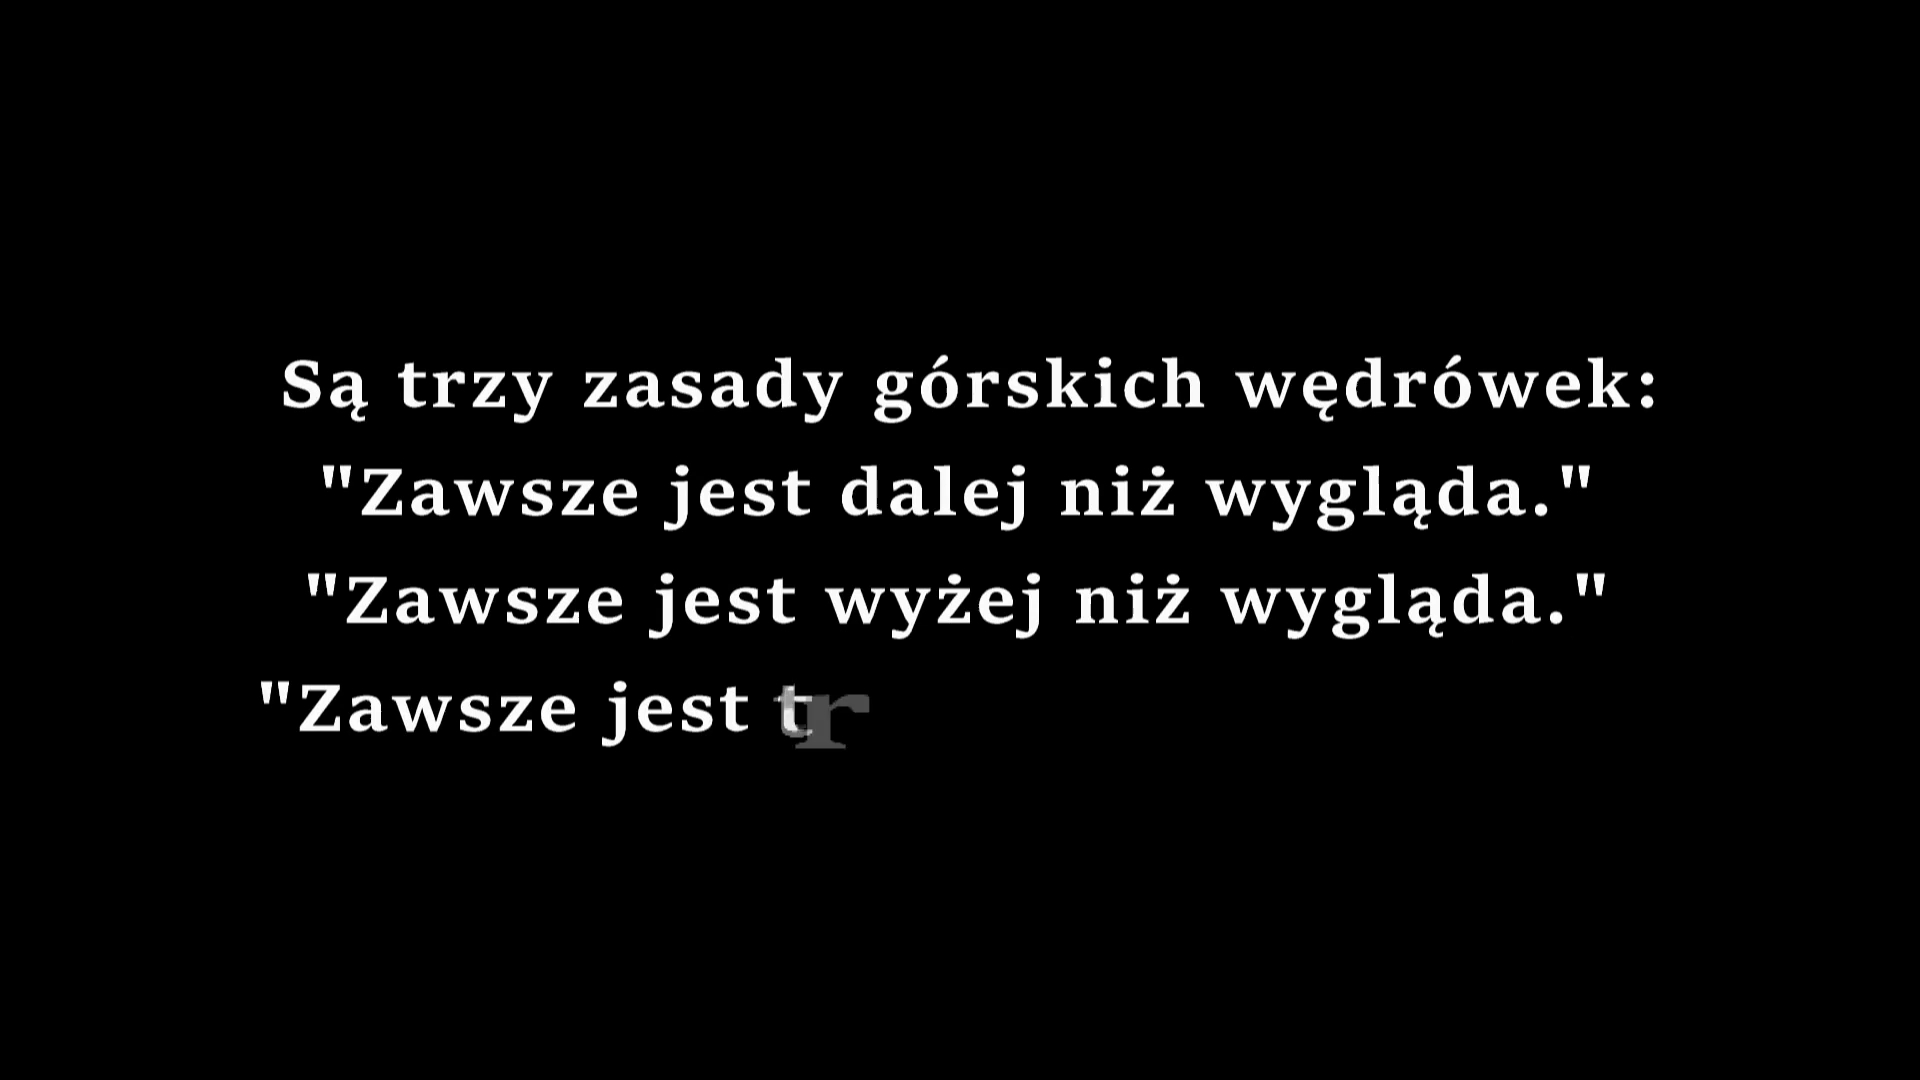 Są trzy zasady górskich wędrówek:
"Zawsze jest dalej niż wygląda."
"Zawsze jest wyżej niż wygląda."
"Zawsze jest tr